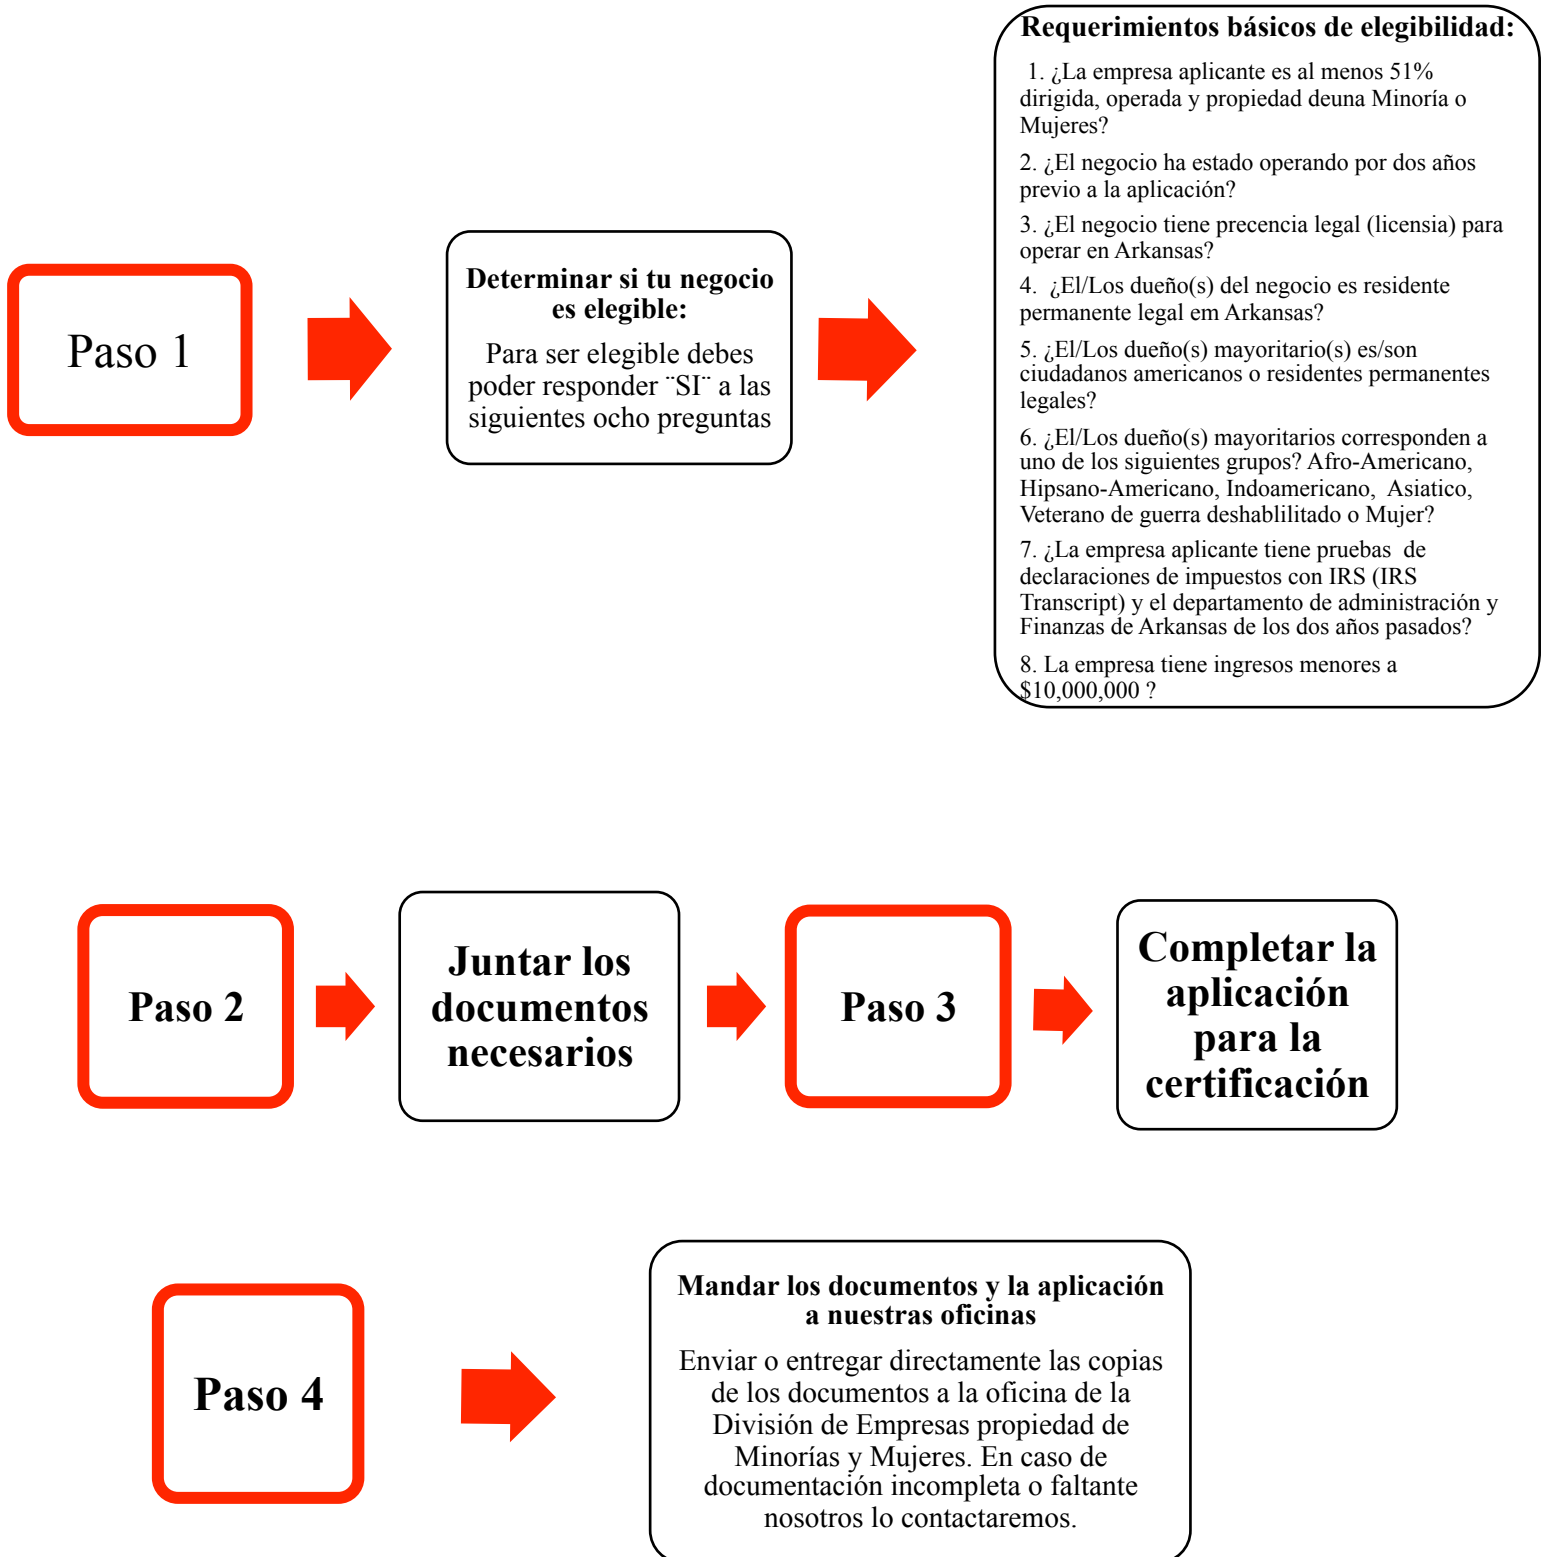 Paso 1
Determinar si tu negocio
es elegible:
Para ser elegible debes
poder responder ¨SI¨ a las
siguientes ocho preguntas
Requerimientos básicos de elegibilidad:
1. ¿La empresa aplicante es al menos 51%
dirigida, operada y propiedad deuna Minoría o
Mujeres?
2. ¿El negocio ha estado operando por dos años
previo a la aplicación?
3. ¿El negocio tiene precencia legal (licensia) para
operar en Arkansas?
4. ¿El/Los dueño(s) del negocio es residente
permanente legal em Arkansas?
5. ¿El/Los dueño(s) mayoritario(s) es/son
ciudadanos americanos o residentes permanentes
legales?
6. ¿El/Los dueño(s) mayoritarios corresponden a
uno de los siguientes grupos? Afro-Americano,
Hipsano-Americano, Indoamericano, Asiatico,
Veterano de guerra deshablilitado o Mujer?
7. ¿La empresa aplicante tiene pruebas de
declaraciones de impuestos con IRS (IRS
Transcript) y el departamento de administración y
Finanzas de Arkansas de los dos años pasados?
8. La empresa tiene ingresos menores a
$10,000,000 ?
Paso 2
Juntar los
documentos
necesarios
Paso 3
Completar la
aplicación
para la
certificación
Paso 4
Mandar los documentos y la aplicación
a nuestras oficinas
Enviar o entregar directamente las copias
de los documentos a la oficina de la
División de Empresas propiedad de
Minorías y Mujeres. En caso de
documentación incompleta o faltante
nosotros lo contactaremos.